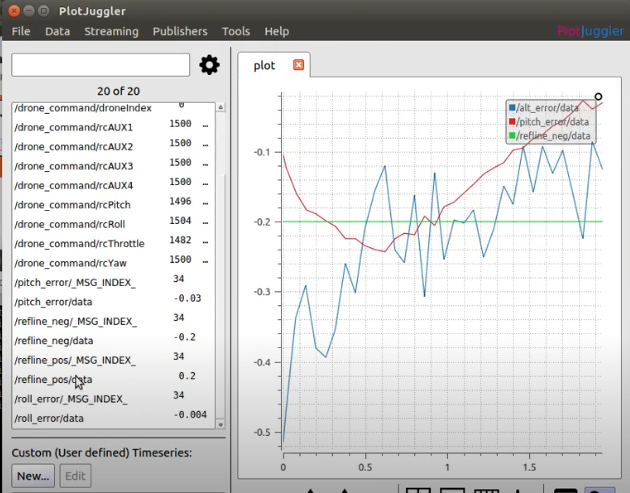 PlotJuggler
File Data Streaming Publishers Tools Help
PlotJuggler
20 of 20
/drone_command/droneIndex 0
/drone_command/rcAUX1 1500 ...
/drone_command/rcAUX2 1500 ...
/drone_command/rcAUX3 1500 ...
/drone_command/rcAUX4 1500 ...
/drone_command/rcPitch 1496 ...
/drone_command/rcRoll 1504 ...
/drone_command/rcThrottle 1482 ...
/drone_command/rcYaw 1500 ...
/pitch_error/_MSG_INDEX_ 34
/pitch_error/data -0.03
/refline_neg/_MSG_INDEX_ 34
/refline_neg/data -0.2
/refline_pos/_MSG_INDEX_ 34
/refline_pos/data 0.2
/roll_error/_MSG_INDEX_ 34
/roll_error/data -0.004
Custom (User defined) Timeseries:
New... Edit
plot
/alt_error/data
/pitch_error/data
/refline_neg/data
-0.1
-0.2
-0.3
-0.4
-0.5
0 0.5 1 1.5